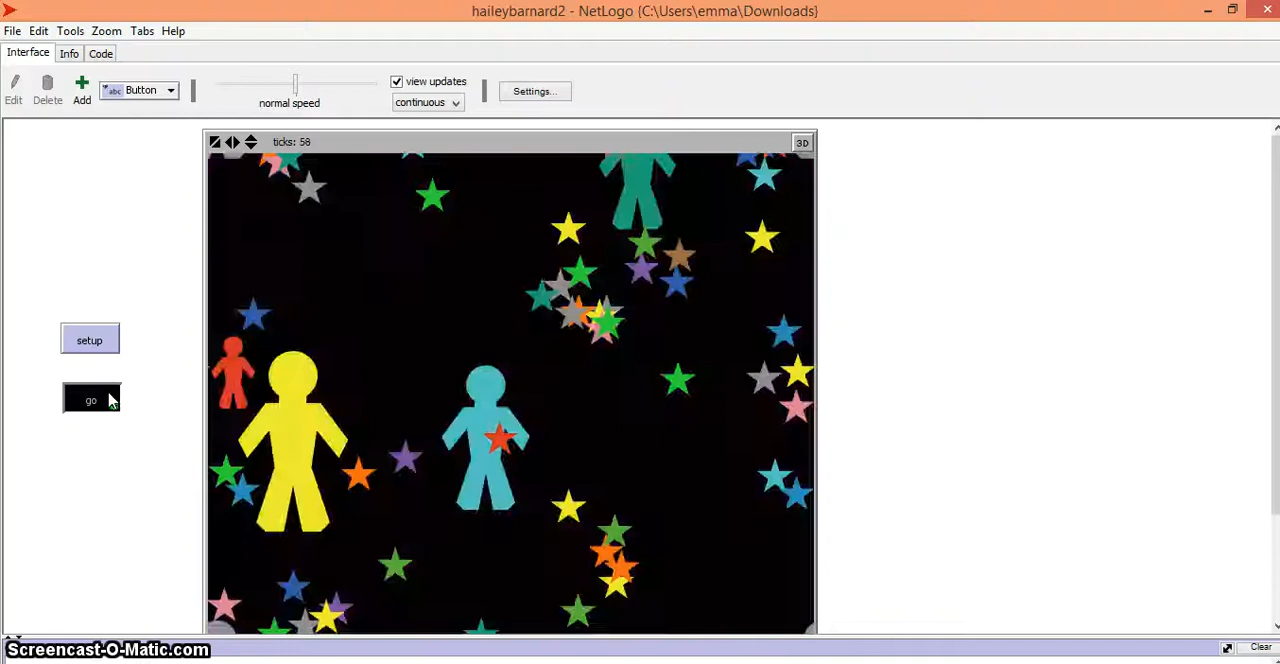 haileybarnard2 - NetLogo {C:\Users\emma\Downloads}
File Edit Tools Zoom Tabs Help
Interface Info Code
Edit Delete Add abc Button normal speed view updates continuous Settings...
ticks: 58 3D
setup
go
Screencast-O-Matic.com Clear